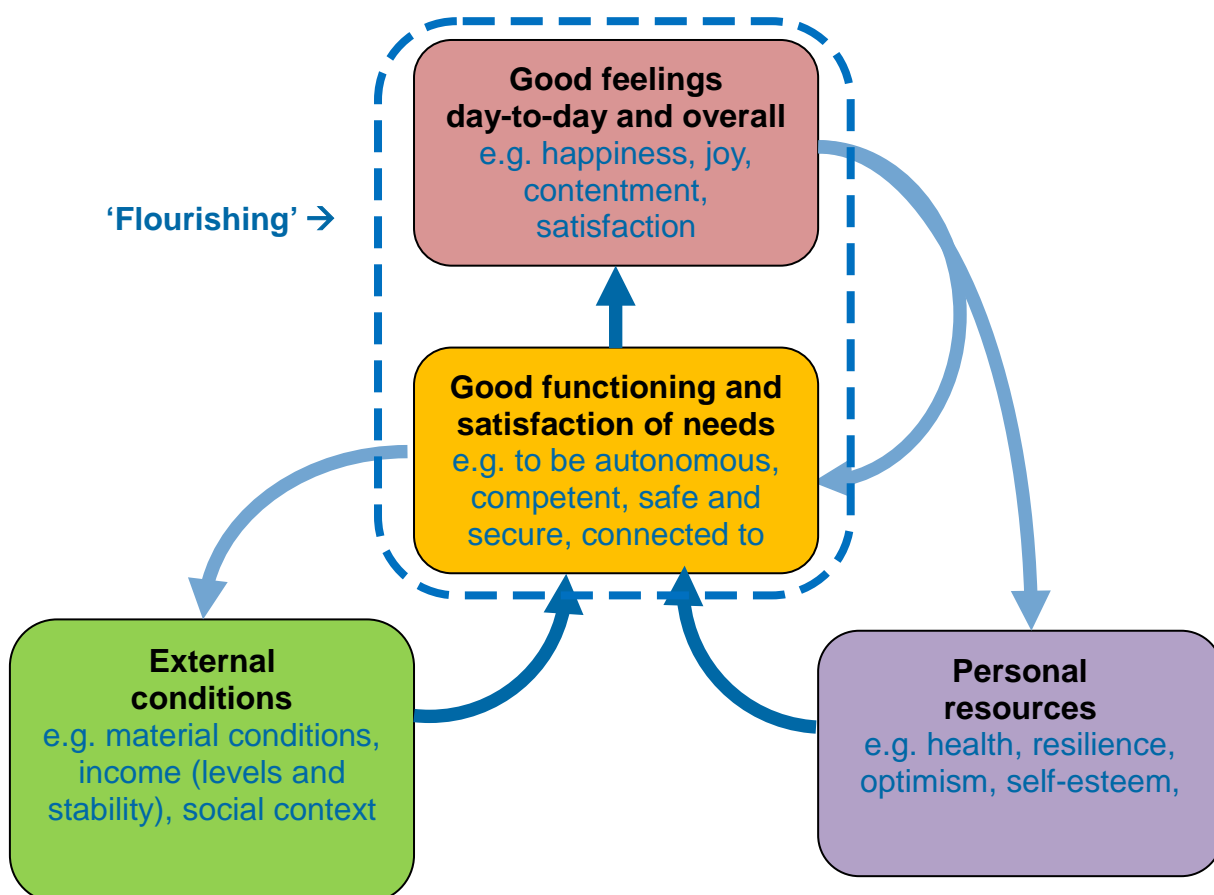 Good feelings
day-to-day and overall
e.g. happiness, joy,
contentment,
satisfaction
‘Flourishing’ →
Good functioning and
satisfaction of needs
e.g. to be autonomous,
competent, safe and
secure, connected to
External
conditions
e.g. material conditions,
income (levels and
stability), social context
Personal
resources
e.g. health, resilience,
optimism, self-esteem,